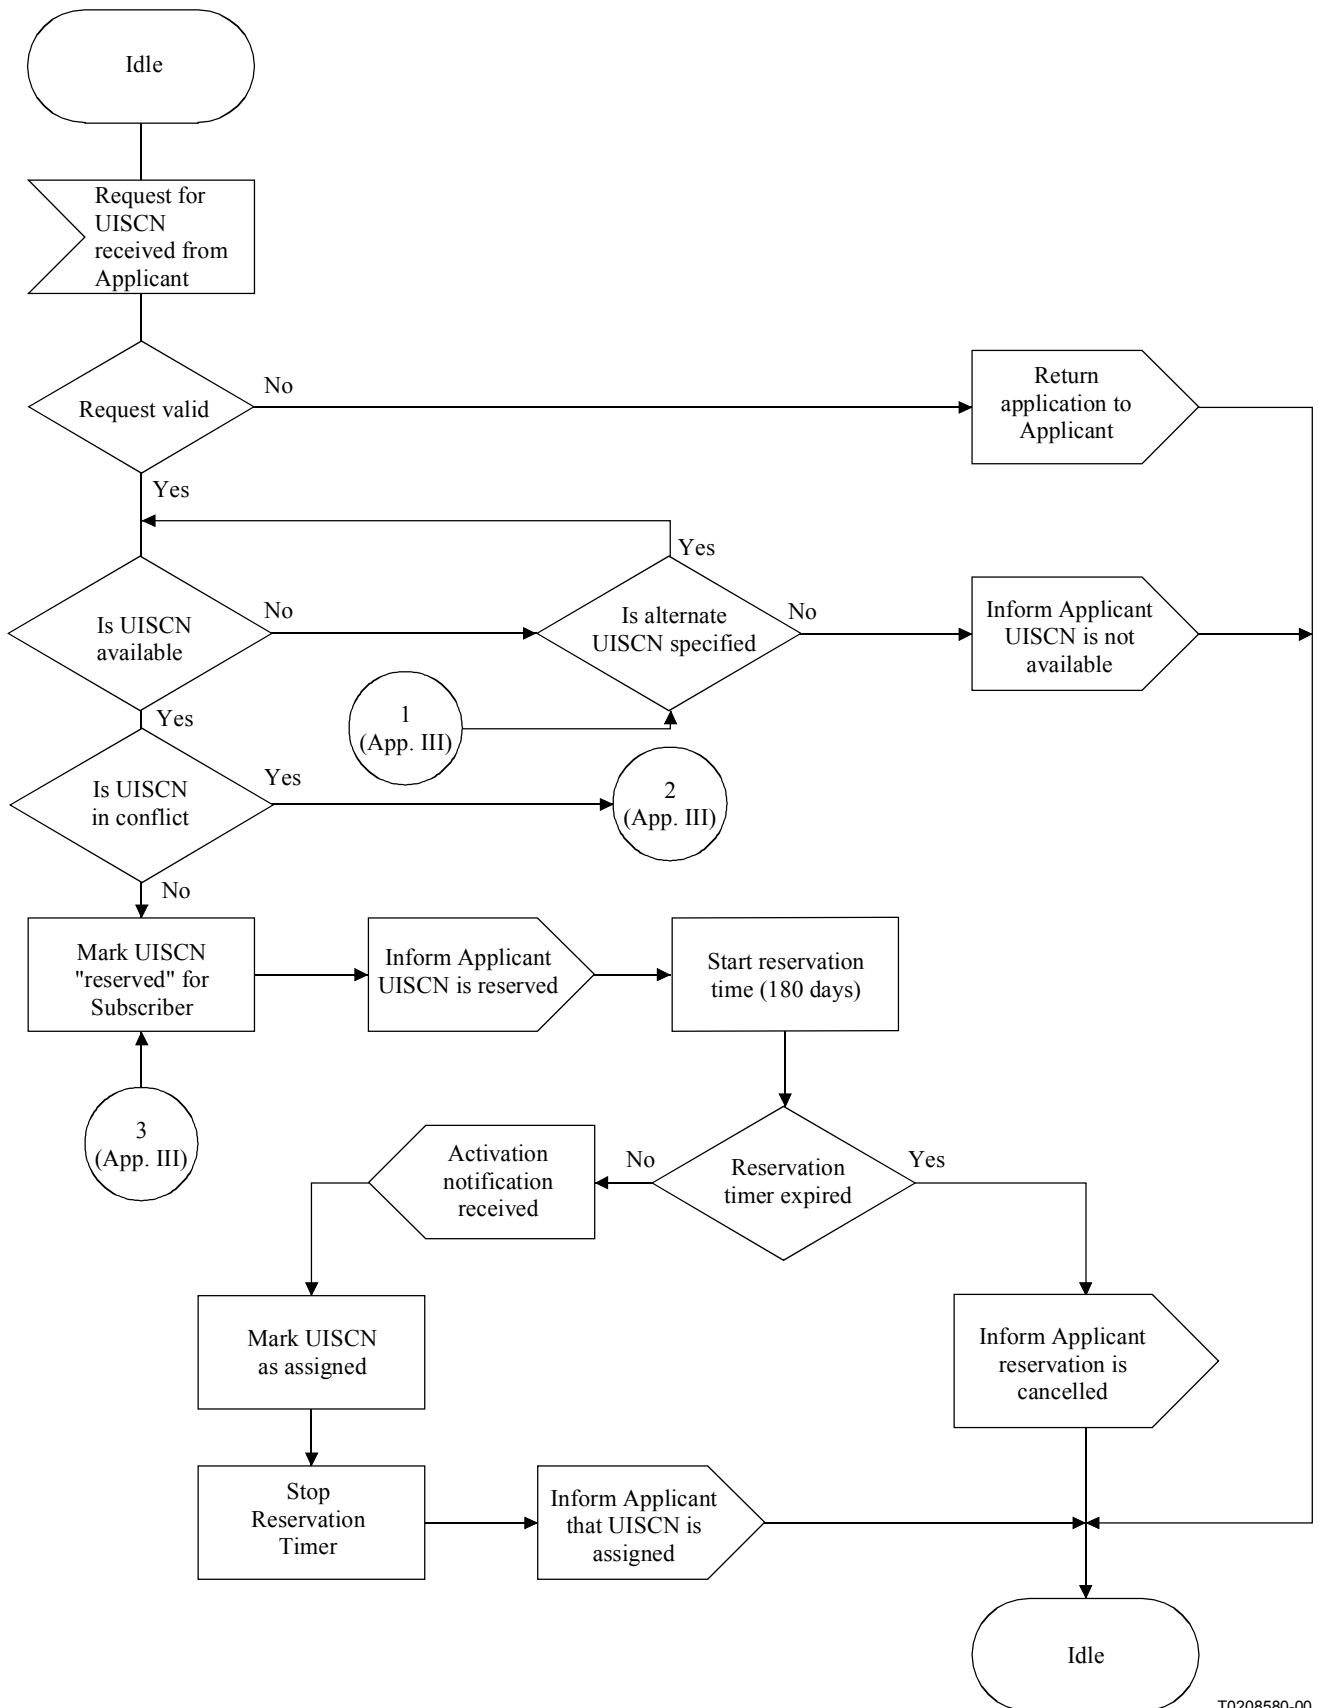 Idle
Request for
UISCN
received from
Applicant
Request valid
No
Return
application to
Applicant
Yes
Yes
Is UISCN
available
No
Is alternate
UISCN specified
No
Inform Applicant
UISCN is not
available
Yes
1
(App. III)
Is UISCN
in conflict
Yes
2
(App. III)
No
Mark UISCN
"reserved" for
Subscriber
Inform Applicant
UISCN is reserved
Start reservation
time (180 days)
3
(App. III)
Activation
notification
received
No
Reservation
timer expired
Yes
Mark UISCN
as assigned
Inform Applicant
reservation is
cancelled
Stop
Reservation
Timer
Inform Applicant
that UISCN is
assigned
Idle
T0208580-00